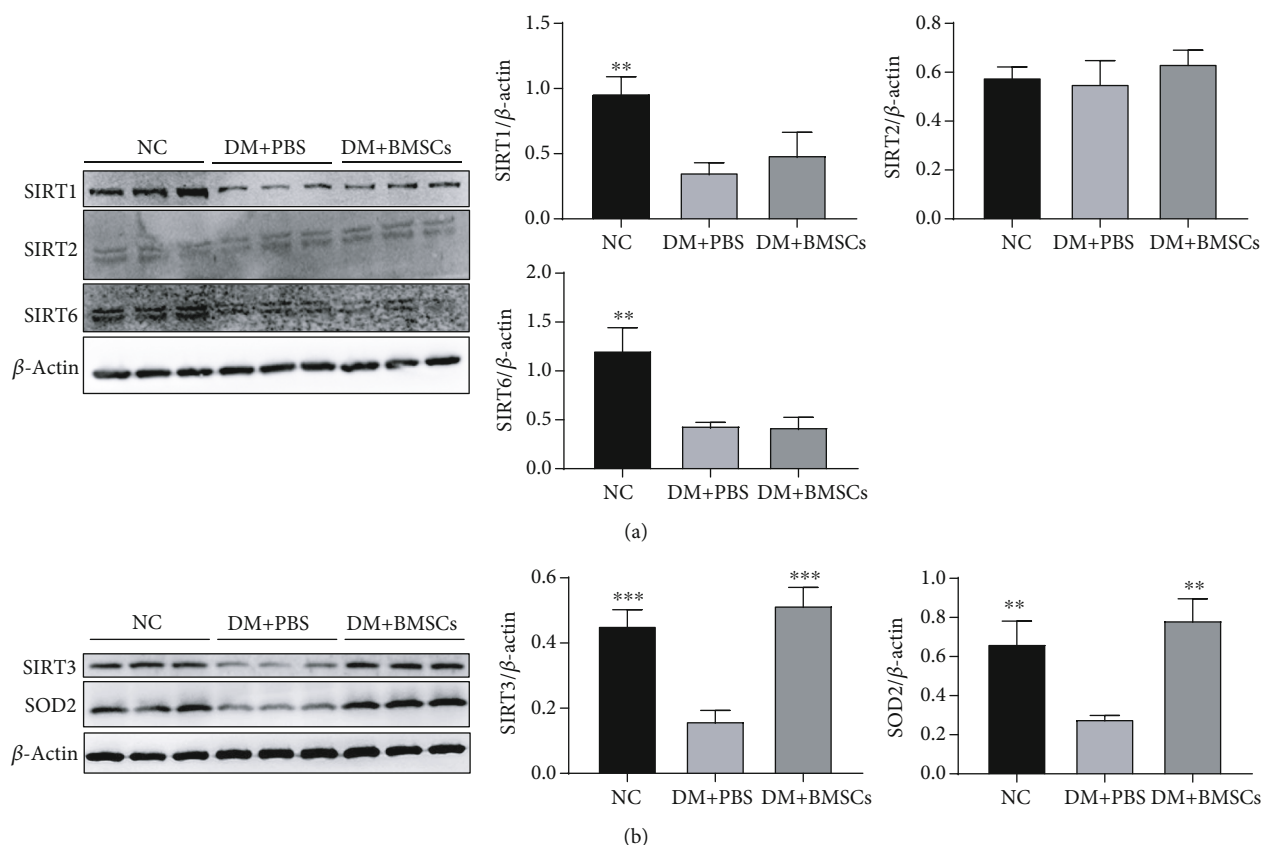 NC DM+PBS DM+BMSCs
SIRT1
SIRT2
SIRT6
β-Actin
SIRT1/β-actin
1.5
1.0
0.5
0.0
**
NC DM+PBS DM+BMSCs
SIRT2/β-actin
0.8
0.6
0.4
0.2
0.0
NC DM+PBS DM+BMSCs
SIRT6/β-actin
2.0
1.5
1.0
0.5
0.0
**
NC DM+PBS DM+BMSCs
(a)
NC DM+PBS DM+BMSCs
SIRT3
SOD2
β-Actin
SIRT3/β-actin
0.6
0.4
0.2
0.0
*** ***
NC DM+PBS DM+BMSCs
SOD2/β-actin
1.0
0.8
0.6
0.4
0.2
0.0
** **
NC DM+PBS DM+BMSCs
(b)